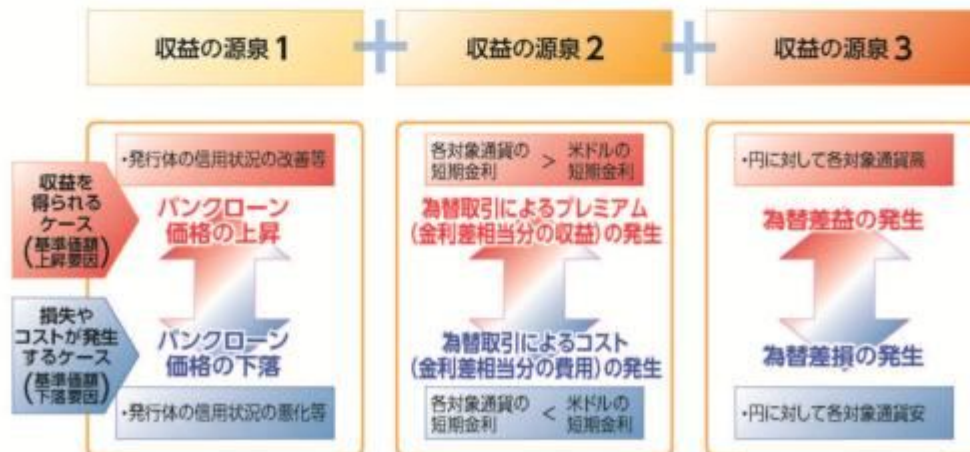 収益の源泉 1
+
収益の源泉 2
+
収益の源泉 3
収益を
得られる
ケース
(基準価額
上昇要因)
・発行体の信用状況の改善等
バンクローン
価格の上昇
各対象通貨の
短期金利
>
米ドルの
短期金利
為替取引によるプレミアム
(金利差相当分の収益)の発生
・円に対して各対象通貨高
為替差益の発生
損失や
コストが発生
するケース
(基準価額
下落要因)
バンクローン
価格の下落
・発行体の信用状況の悪化等
為替取引によるコスト
(金利差相当分の費用)の発生
各対象通貨の
短期金利
<
米ドルの
短期金利
為替差損の発生
・円に対して各対象通貨安